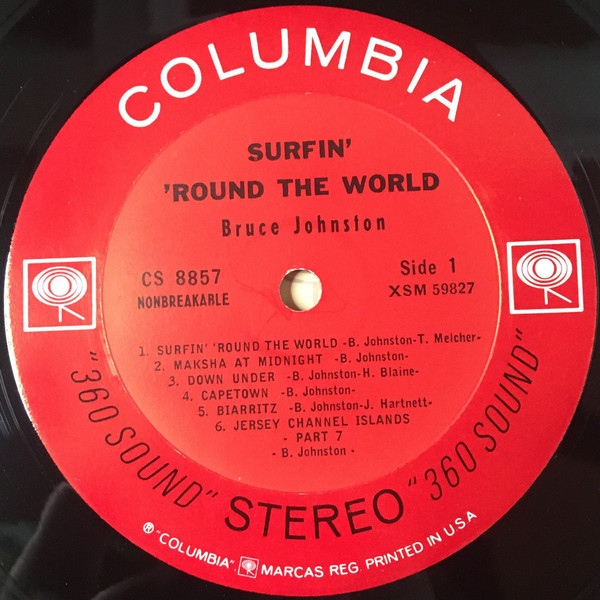 COLUMBIA
SURFIN'
'ROUND THE WORLD
Bruce Johnston
CS 8857
NONBREAKABLE
Side 1
XSM 59827
1. SURFIN' 'ROUND THE WORLD -B. Johnston-T. Melcher-
2. MAKSHA AT MIDNIGHT -B. Johnston-
3. DOWN UNDER -B. Johnston-H. Blaine-
4. CAPETOWN -B. Johnston-
5. BIARRITZ -B. Johnston-J. Hartnett-
6. JERSEY CHANNEL ISLANDS
- PART 7
- B. Johnston -
"360 SOUND" STEREO "360 SOUND"
® "COLUMBIA", MARCAS REG. PRINTED IN U.S.A.